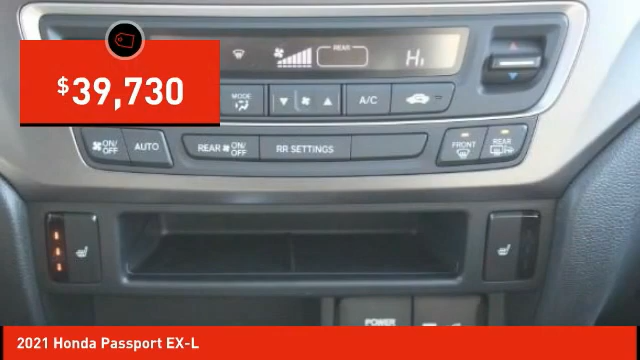 $39,730
REAR
Hi
MODE
A/C
ON/OFF
AUTO
REAR ON/OFF
RR SETTINGS
FRONT
REAR
POWER
2021 Honda Passport EX-L